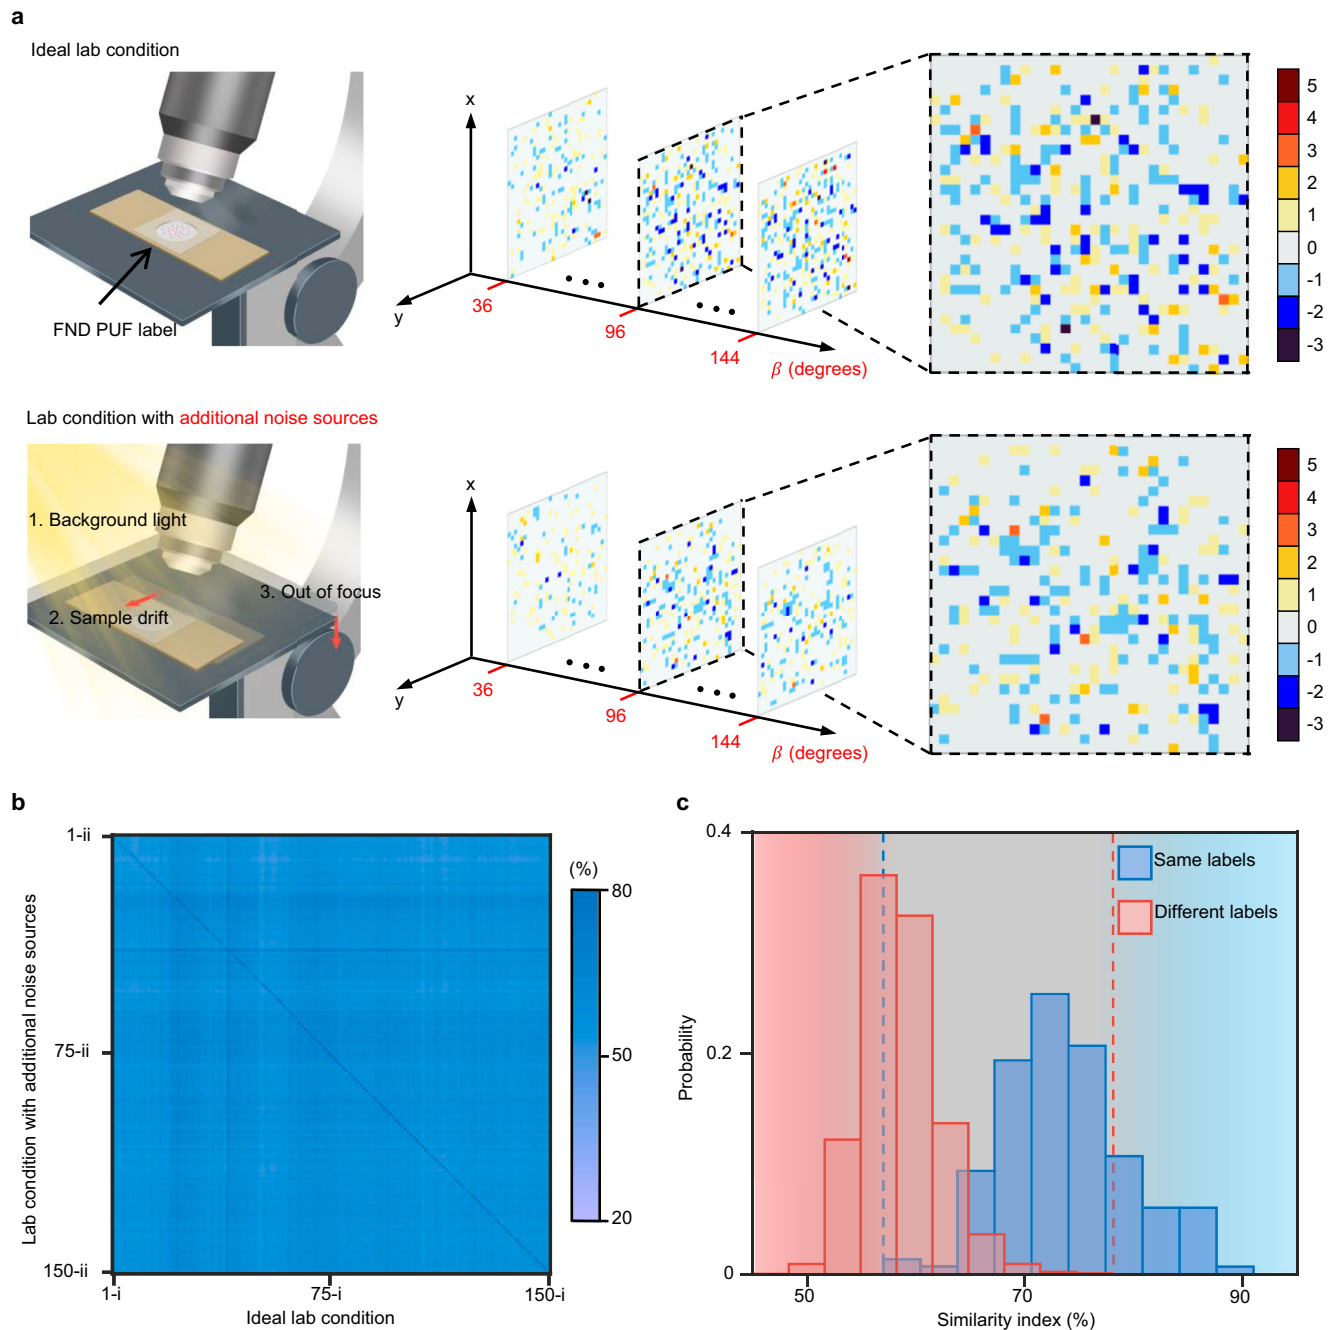 a
Ideal lab condition
FND PUF label
x
y
36
96
144
β (degrees)
5
4
3
2
1
0
-1
-2
-3
Lab condition with additional noise sources
1. Background light
2. Sample drift
3. Out of focus
x
y
36
96
144
β (degrees)
5
4
3
2
1
0
-1
-2
-3
b
1-ii
75-ii
150-ii
Lab condition with additional noise sources
1-i
75-i
150-i
Ideal lab condition
(%)
80
50
20
c
0.4
0.2
0
Probability
Same labels
Different labels
50
70
90
Similarity index (%)